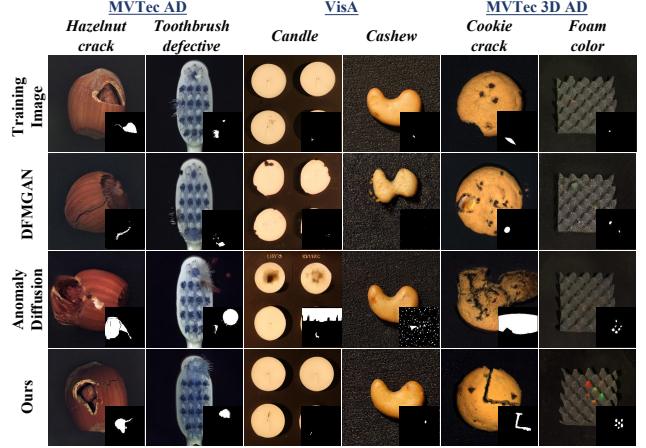 MVTec AD VisA MVTec 3D AD
Hazelnut crack Toothbrush defective Candle Cashew Cookie crack Foam color
Training Image
DFMGAN
Anomaly Diffusion
Ours